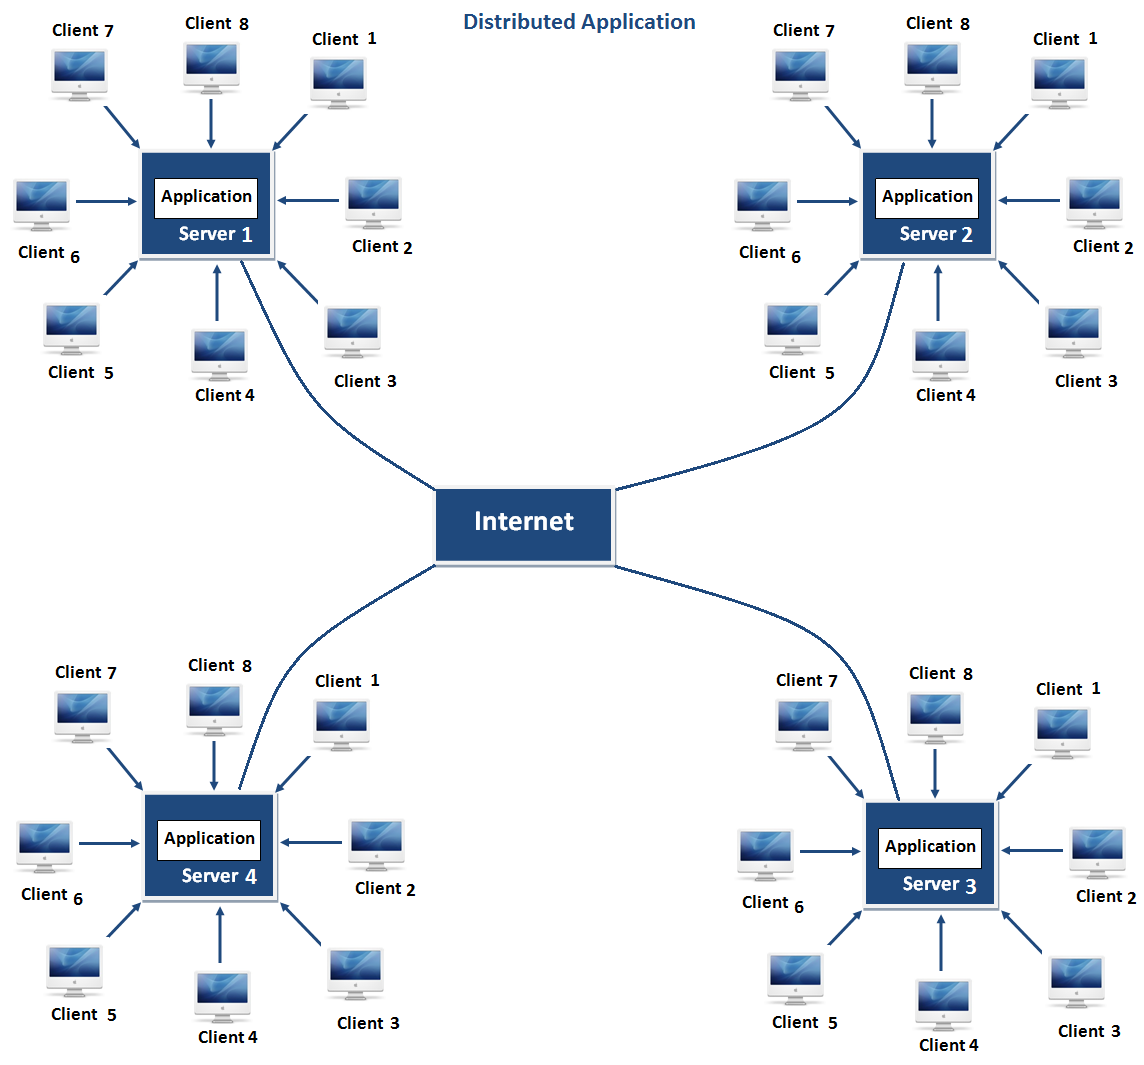 Distributed Application
Client 7
Client 8
Client 1
Client 6
Application
Server 1
Client 2
Client 5
Client 4
Client 3
Client 7
Client 8
Client 1
Client 6
Application
Server 2
Client 2
Client 5
Client 4
Client 3
Internet
Client 7
Client 8
Client 1
Client 6
Application
Server 4
Client 2
Client 5
Client 4
Client 3
Client 7
Client 8
Client 1
Client 6
Application
Server 3
Client 2
Client 5
Client 4
Client 3